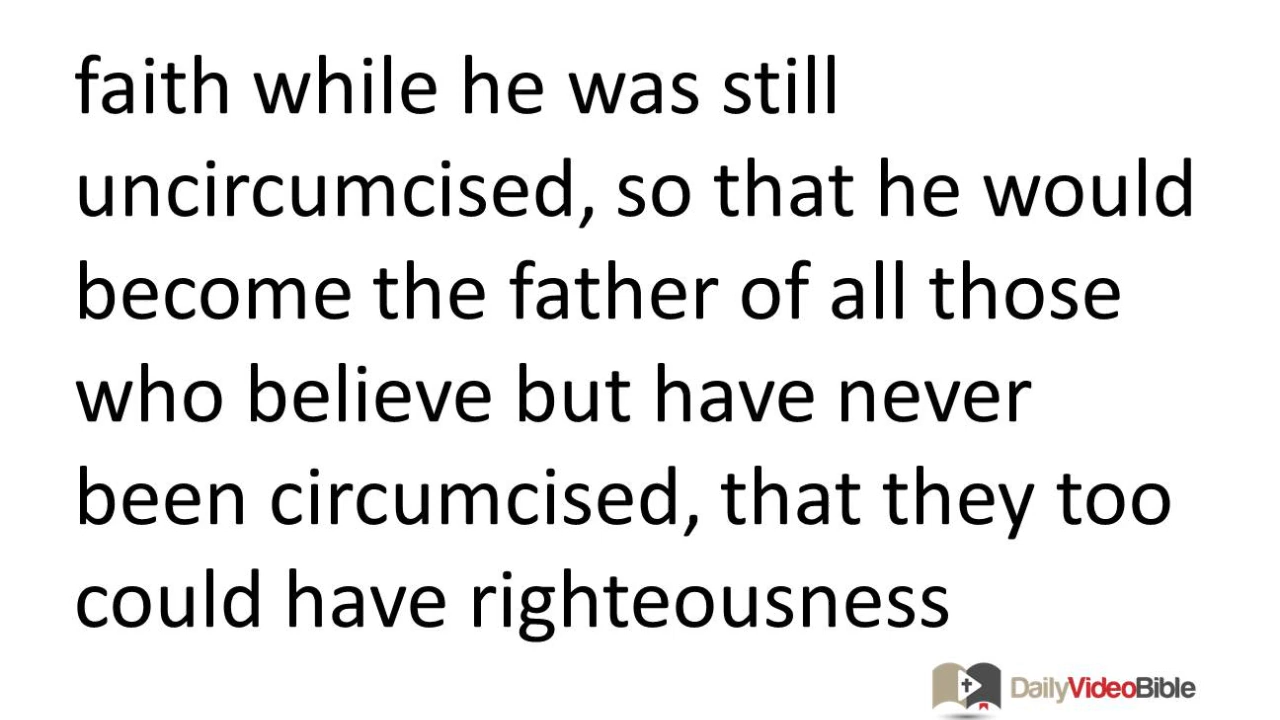 faith while he was still
uncircumcised, so that he would
become the father of all those
who believe but have never
been circumcised, that they too
could have righteousness
DailyVideoBible